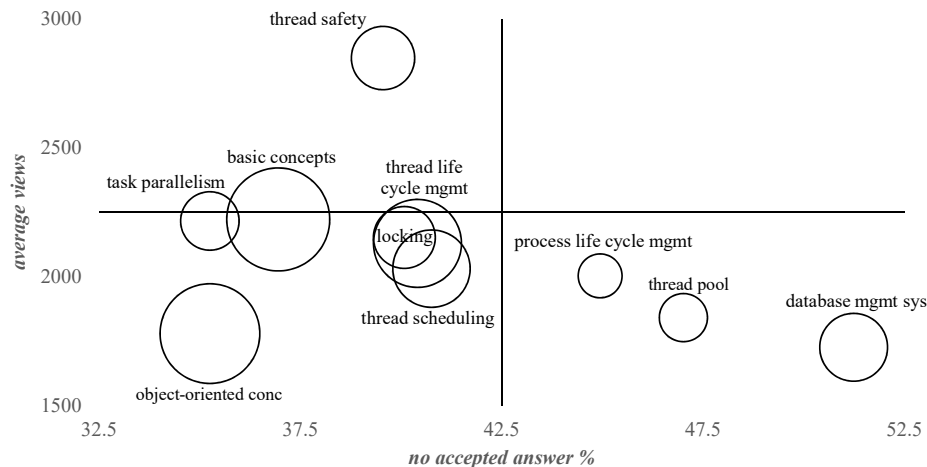 3000
thread safety
2500
basic concepts
thread life
cycle mgmt
task parallelism
locking
process life cycle mgmt
2000
thread pool
database mgmt sys
thread scheduling
object-oriented conc
1500
average views
32.5
37.5
42.5
47.5
52.5
no accepted answer %